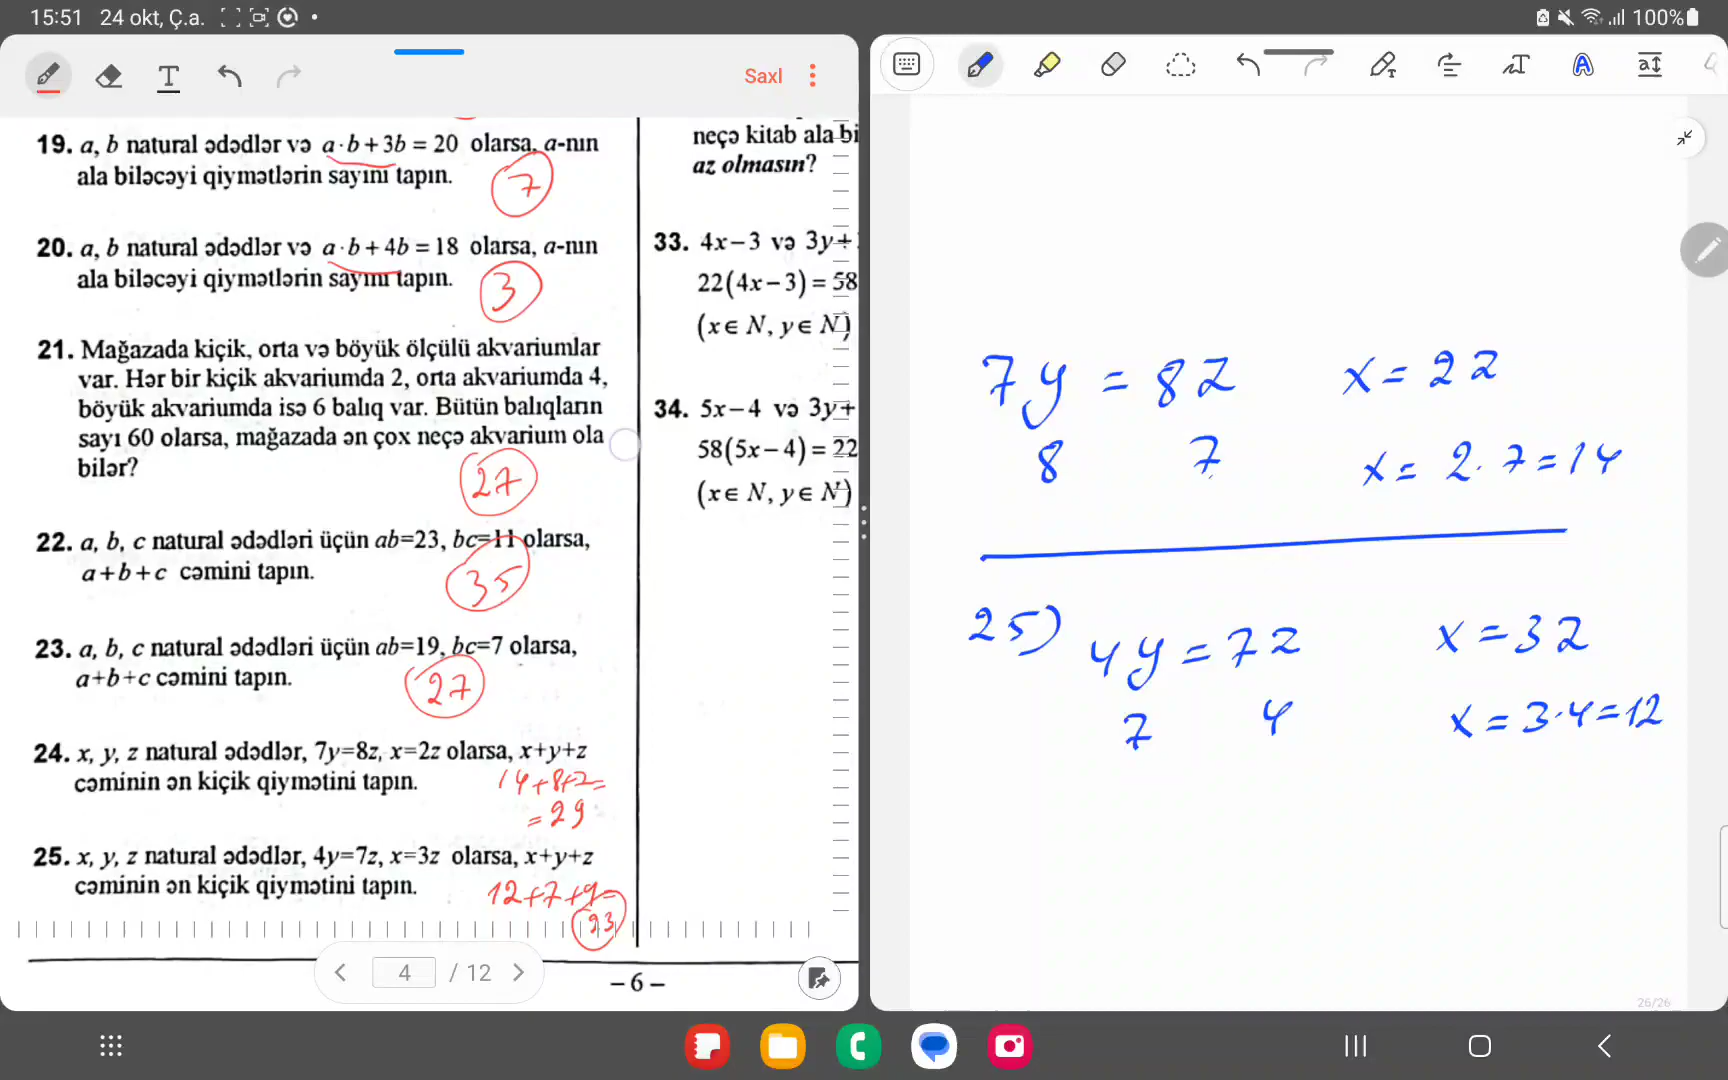 15:51 24 okt, Ç.a.
100%
Saxl
T
19. a, b natural ədədlər və a·b+3b = 20 olarsa, a-nın
ala biləcəyi qiymətlərin sayını tapın.
7
20. a, b natural ədədlər və a·b+4b = 18 olarsa, a-nın
ala biləcəyi qiymətlərin sayını tapın.
3
21. Mağazada kiçik, orta və böyük ölçülü akvariumlar
var. Hər bir kiçik akvariumda 2, orta akvariumda 4,
böyük akvariumda isə 6 balıq var. Bütün balıqların
sayı 60 olarsa, mağazada ən çox neçə akvarium ola
bilər?
27
22. a, b, c natural ədədləri üçün ab=23, bc=11 olarsa,
a+b+c cəmini tapın.
35
23. a, b, c natural ədədləri üçün ab=19, bc=7 olarsa,
a+b+c cəmini tapın.
27
24. x, y, z natural ədədlər, 7y=8z, x=2z olarsa, x+y+z
cəminin ən kiçik qiymətini tapın.
14+8+7=
=29
25. x, y, z natural ədədlər, 4y=7z, x=3z olarsa, x+y+z
cəminin ən kiçik qiymətini tapın.
12+7+4=
23
neçə kitab ala bi
az olmasın?
33. 4x−3 və 3y+
22(4x−3) = 58
(x∈N, y∈N)
34. 5x−4 və 3y+
58(5x−4) = 22
(x∈N, y∈N)
4 / 12
−6−
7y = 8z x = 2z
8 7 x = 2·7=14
25) 4y = 7z x = 3z
7 4 x = 3·4=12
26/26